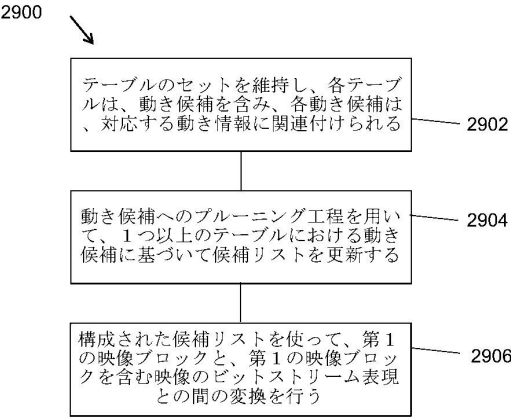 2900
テーブルのセットを維持し、各テーブ
ルは、動き候補を含み、各動き候補は
、対応する動き情報に関連付けられる
2902
動き候補へのプルーニング工程を用い
て、１つ以上のテーブルにおける動き
候補に基づいて候補リストを更新する
2904
構成された候補リストを使って、第１
の映像ブロックと、第１の映像ブロッ
クを含む映像のビットストリーム表現
との間の変換を行う
2906